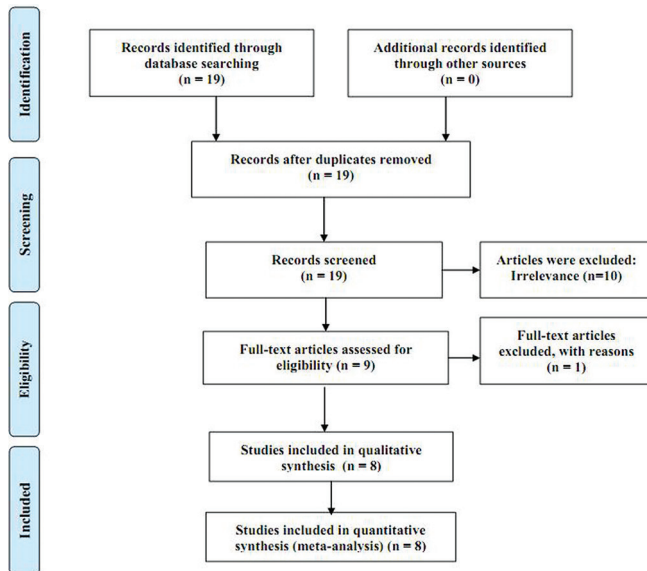 Identification
Records identified through
database searching
(n = 19)
Additional records identified
through other sources
(n = 0)
Records after duplicates removed
(n = 19)
Screening
Records screened
(n = 19)
Articles were excluded:
Irrelevance (n=10)
Eligibility
Full-text articles assessed for
eligibility (n = 9)
Full-text articles
excluded, with reasons
(n = 1)
Included
Studies included in qualitative
synthesis (n = 8)
Studies included in quantitative
synthesis (meta-analysis) (n = 8)